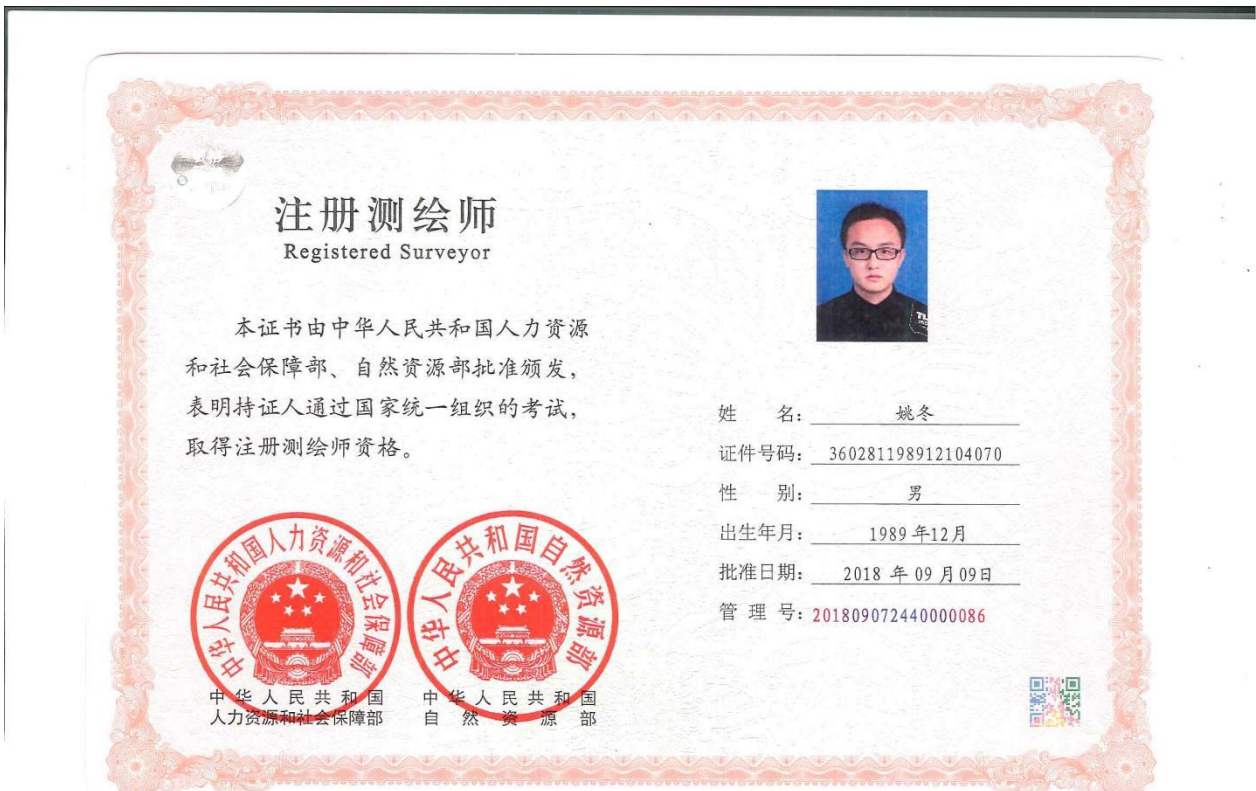 注册测绘师
Registered Surveyor
本证书由中华人民共和国人力资源
和社会保障部、自然资源部批准颁发，
表明持证人通过国家统一组织的考试，
取得注册测绘师资格。
姓 名：姚冬
证件号码：360281198912104070
性 别：男
出生年月：1989年12月
批准日期：2018 年 09 月 09日
管 理 号：201809072440000086
中华人民共和国人力资源和社会保障部
中华人民共和国自然资源部
中华人民共和国
人力资源和社会保障部
中华人民共和国
自然资源部